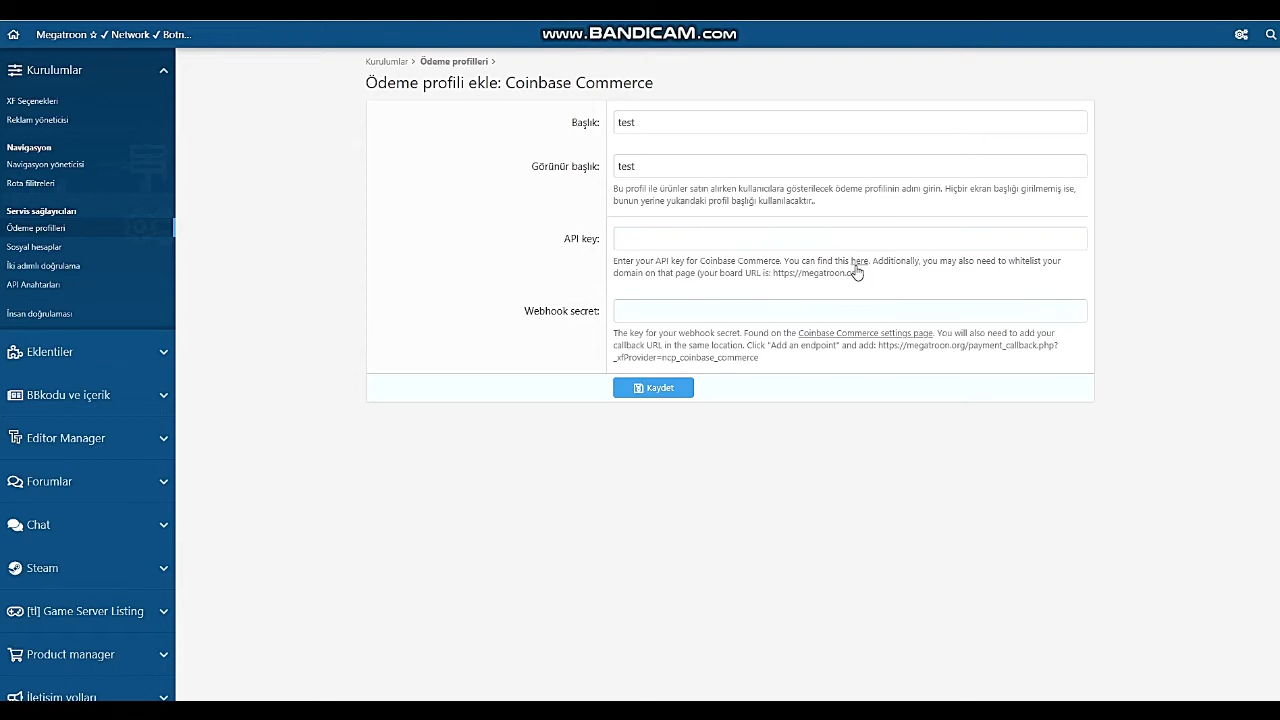 Megatroon ☆ ✓ Network ✓ Botn...
www.BANDICAM.com
Kurulumlar
XF Seçenekleri
Reklam yöneticisi
Navigasyon
Navigasyon yöneticisi
Rota filitreleri
Servis sağlayıcıları
Ödeme profilleri
Sosyal hesaplar
İki adımlı doğrulama
API Anahtarları
İnsan doğrulaması
Eklentiler
BBkodu ve içerik
Editor Manager
Forumlar
Chat
Steam
[tl] Game Server Listing
Product manager
İletişim yolları
Kurulumlar > Ödeme profilleri >
Ödeme profili ekle: Coinbase Commerce
Başlık: test
Görünür başlık: test
Bu profil ile ürünler satın alırken kullanıcılara gösterilecek ödeme profilinin adını girin. Hiçbir ekran başlığı girilmemiş ise,
bunun yerine yukarıdaki profil başlığı kullanılacaktır..
API key:
Enter your API key for Coinbase Commerce. You can find this here. Additionally, you may also need to whitelist your
domain on that page (your board URL is: https://megatroon.
Webhook secret:
The key for your webhook secret. Found on the Coinbase Commerce settings page. You will also need to add your
callback URL in the same location. Click "Add an endpoint" and add: https://megatroon.org/payment_callback.php?
_xfProvider=ncp_coinbase_commerce
Kaydet